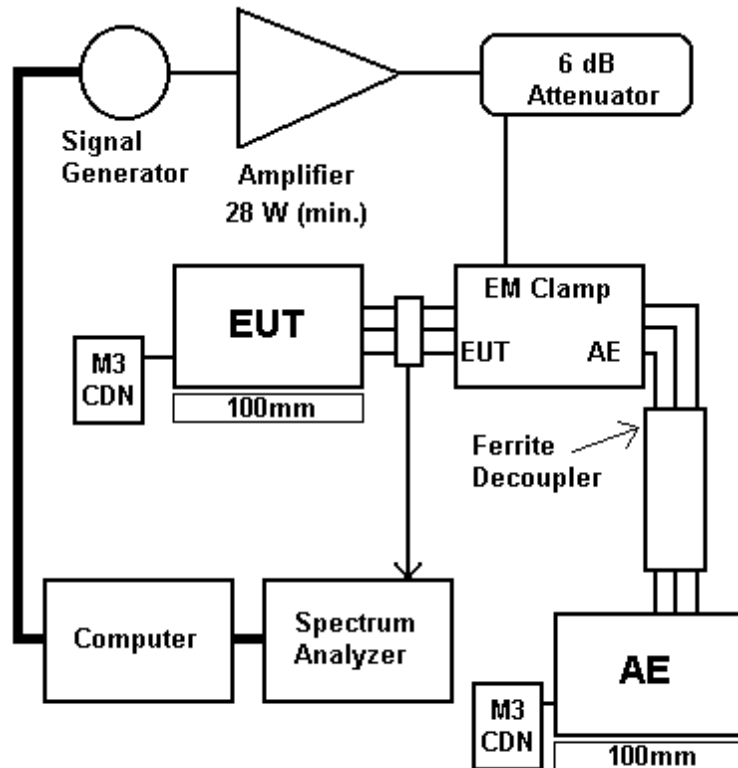 6 dB
Attenuator
Signal
Generator
Amplifier
28 W (min.)
EM Clamp
EUT
EUT
AE
M3
CDN
100mm
Ferrite
Decoupler
Computer
Spectrum
Analyzer
AE
M3
CDN
100mm